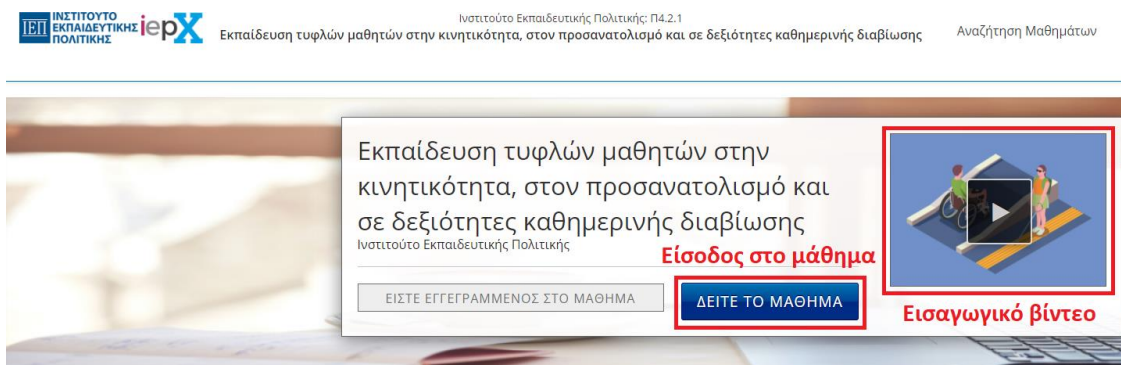 ΙΕΠ
ΙΝΣΤΙΤΟΥΤΟ
ΕΚΠΑΙΔΕΥΤΙΚΗΣ
ΠΟΛΙΤΙΚΗΣ
iepX
Ινστιτούτο Εκπαιδευτικής Πολιτικής: Π4.2.1
Εκπαίδευση τυφλών μαθητών στην κινητικότητα, στον προσανατολισμό και σε δεξιότητες καθημερινής διαβίωσης
Αναζήτηση Μαθημάτων
Εκπαίδευση τυφλών μαθητών στην
κινητικότητα, στον προσανατολισμό και
σε δεξιότητες καθημερινής διαβίωσης
Ινστιτούτο Εκπαιδευτικής Πολιτικής
Είσοδος στο μάθημα
ΕΙΣΤΕ ΕΓΓΕΓΡΑΜΜΕΝΟΣ ΣΤΟ ΜΑΘΗΜΑ
ΔΕΙΤΕ ΤΟ ΜΑΘΗΜΑ
Εισαγωγικό βίντεο